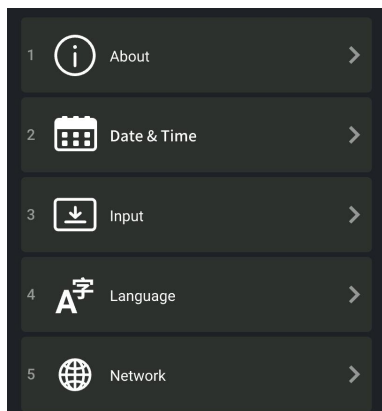 1 About
2 Date & Time
3 Input
4 A字 Language
5 Network